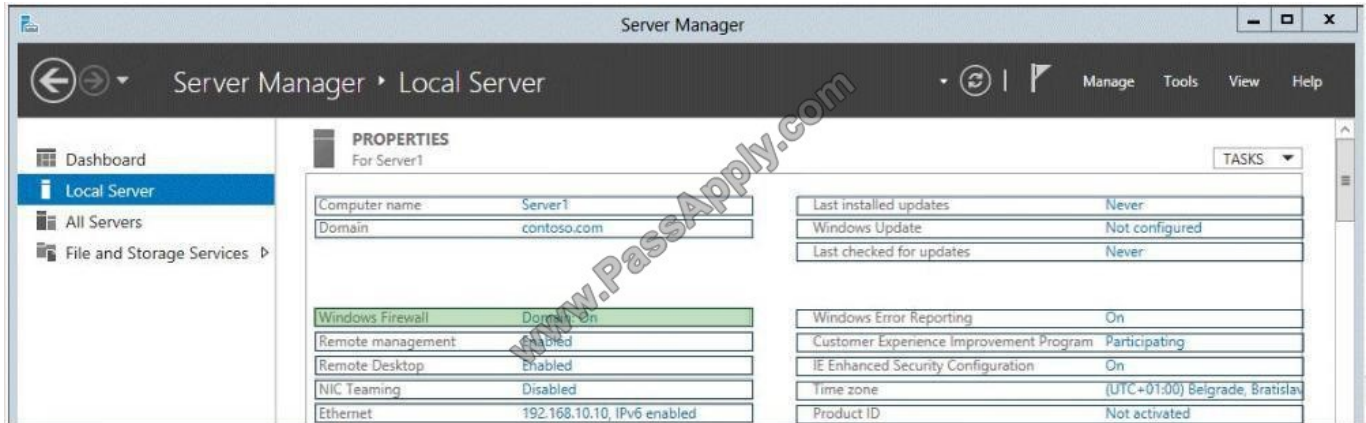 Server Manager
Server Manager • Local Server
Manage Tools View Help
Dashboard
Local Server
All Servers
File and Storage Services
PROPERTIES
For Server1
TASKS
Computer name Server1
Domain contoso.com
Last installed updates Never
Windows Update Not configured
Last checked for updates Never
Windows Firewall Domain: On
Remote management Enabled
Remote Desktop Enabled
NIC Teaming Disabled
Ethernet 192.168.10.10, IPv6 enabled
Windows Error Reporting On
Customer Experience Improvement Program Participating
IE Enhanced Security Configuration On
Time zone (UTC+01:00) Belgrade, Bratislav
Product ID Not activated
www.PassApply.com